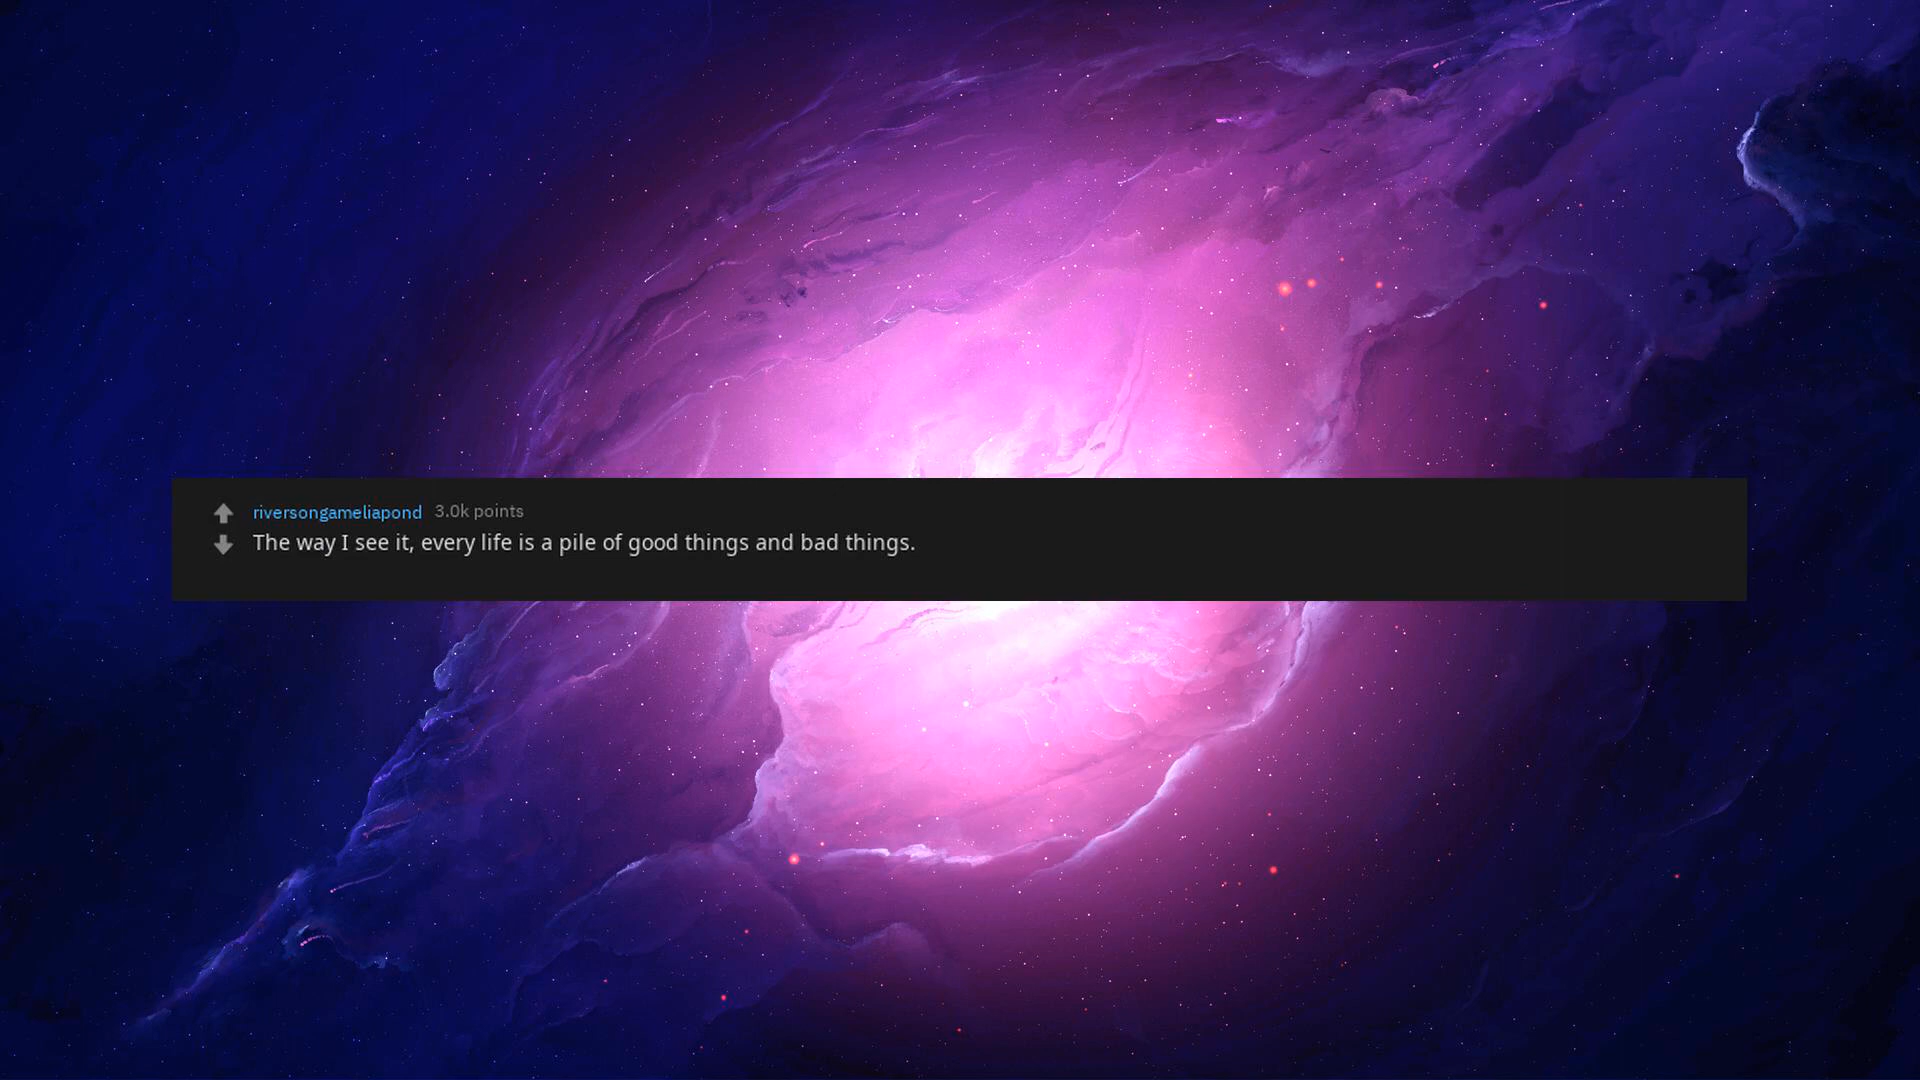 riversongameliapond 3.0k points
The way I see it, every life is a pile of good things and bad things.